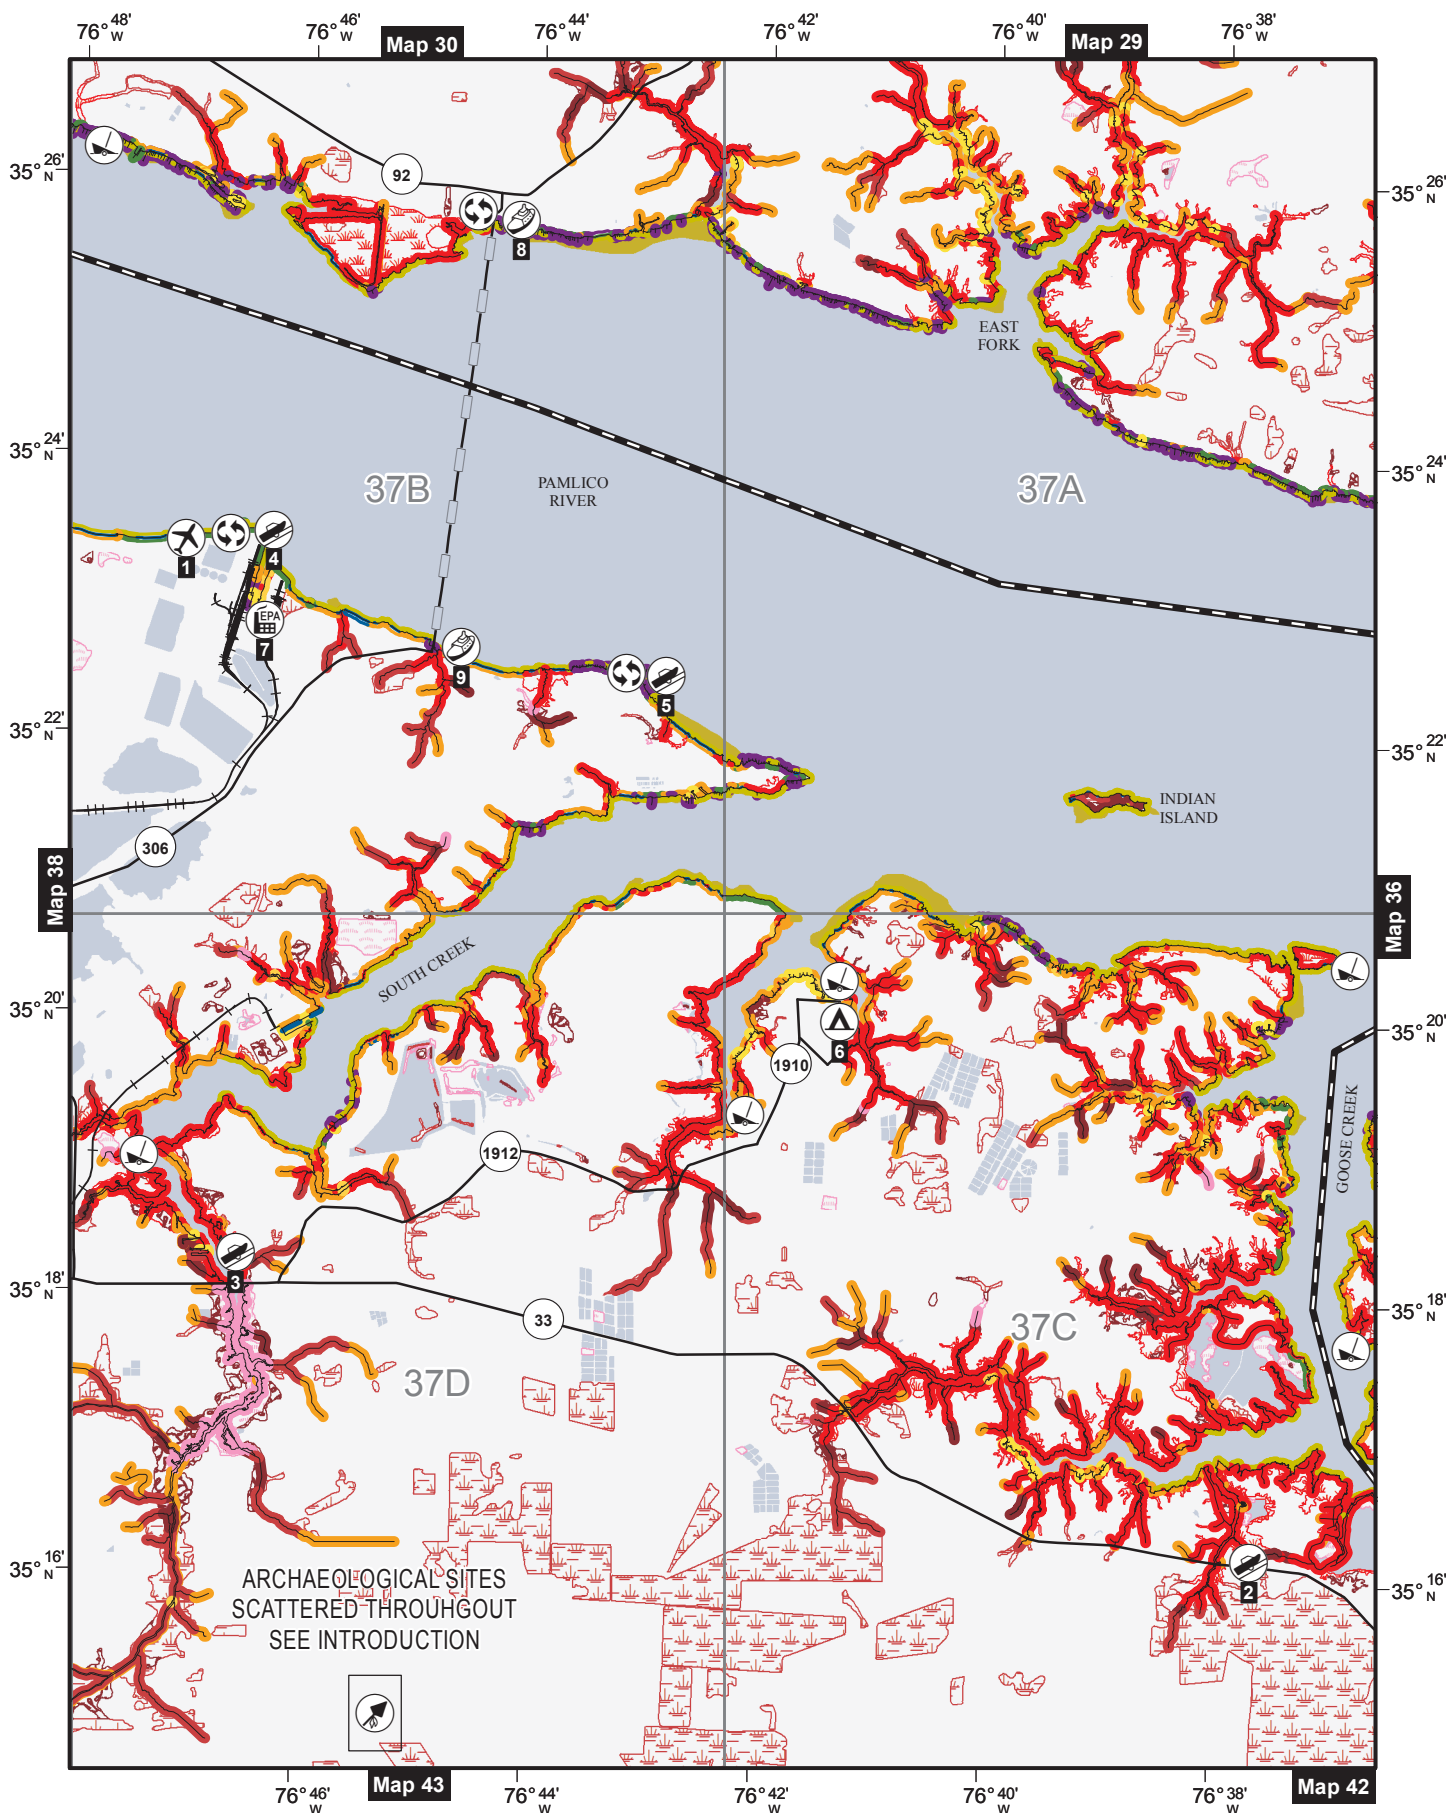 76° 48' W
76° 46' W
76° 44' W
76° 42' W
76° 40' W
76° 38' W
Map 30
Map 29
35° 26' N
35° 26' N
92
8
EAST
FORK
35° 24' N
35° 24' N
37B
PAMLICO
RIVER
37A
1
4
EPA
7
9
5
35° 22' N
35° 22' N
INDIAN
ISLAND
306
Map 38
Map 36
SOUTH CREEK
35° 20' N
35° 20' N
6
1910
GOOSE CREEK
1912
3
35° 18' N
35° 18' N
33
37C
37D
35° 16' N
35° 16' N
ARCHAEOLOGICAL SITES
SCATTERED THROUHGOUT
SEE INTRODUCTION
2
Map 43
Map 42
76° 46' W
76° 44' W
76° 42' W
76° 40' W
76° 38' W